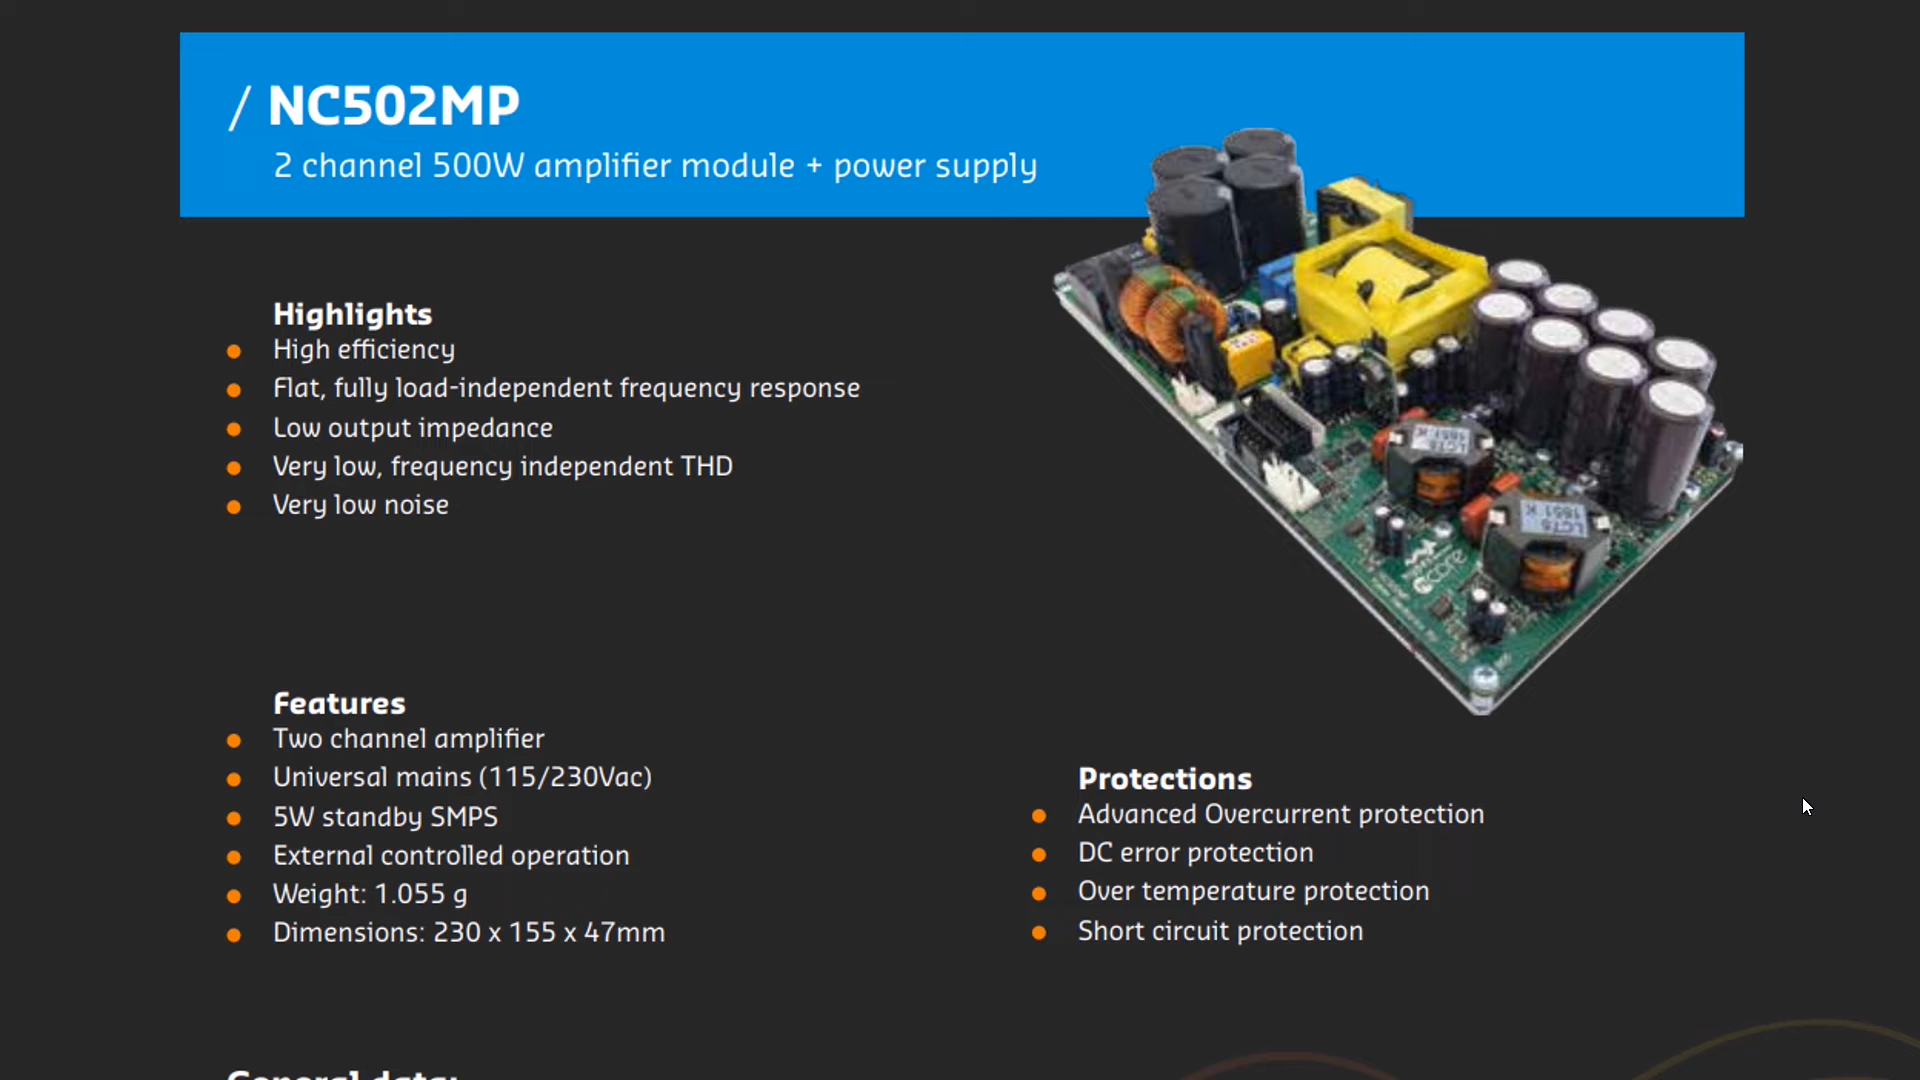 / NC502MP
2 channel 500W amplifier module + power supply
Highlights
High efficiency
Flat, fully load-independent frequency response
Low output impedance
Very low, frequency independent THD
Very low noise
Features
Two channel amplifier
Universal mains (115/230Vac)
5W standby SMPS
External controlled operation
Weight: 1.055 g
Dimensions: 230 x 155 x 47mm
Protections
Advanced Overcurrent protection
DC error protection
Over temperature protection
Short circuit protection
General data: